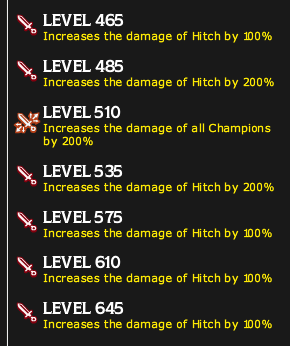 LEVEL 465
Increases the damage of Hitch by 100%
LEVEL 485
Increases the damage of Hitch by 200%
LEVEL 510
Increases the damage of all Champions
by 200%
LEVEL 535
Increases the damage of Hitch by 200%
LEVEL 575
Increases the damage of Hitch by 100%
LEVEL 610
Increases the damage of Hitch by 100%
LEVEL 645
Increases the damage of Hitch by 100%